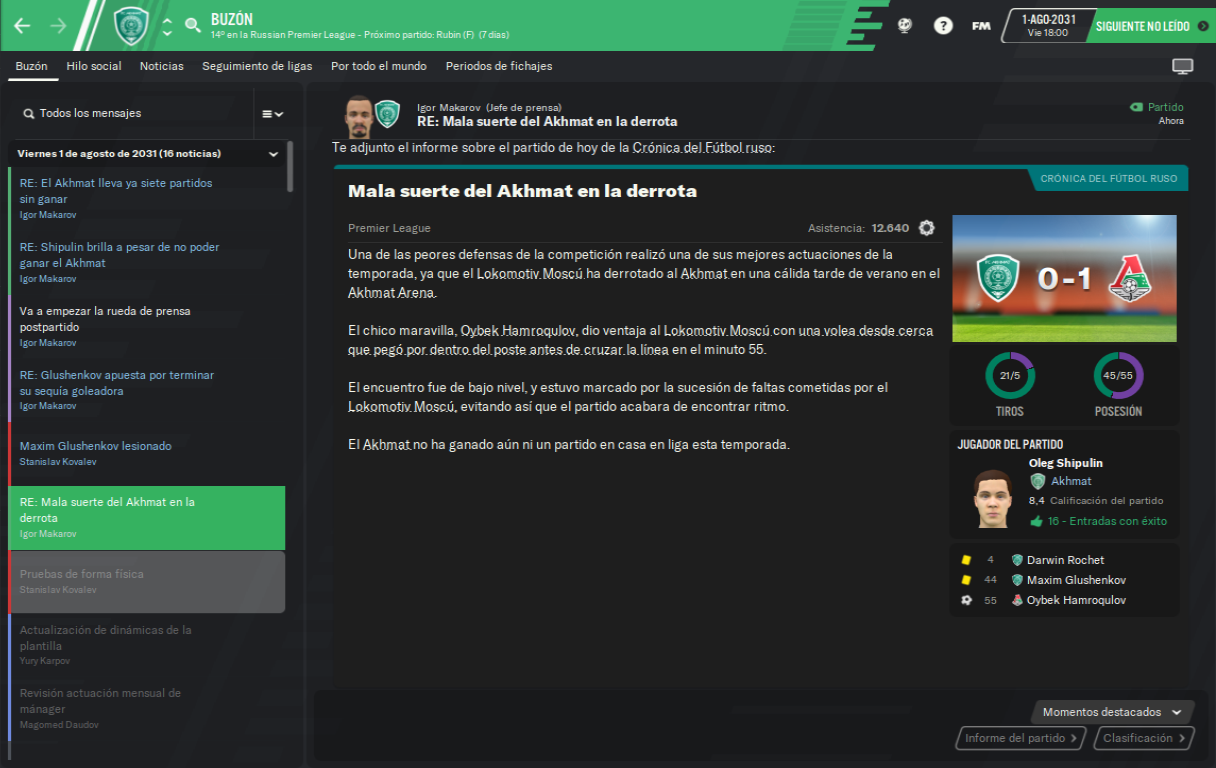 BUZÓN
14º en la Russian Premier League - Próximo partido: Rubin (F) (7 días)
FM
1-AGO-2031
Vie 18:00
SIGUIENTE NO LEÍDO
Buzón
Hilo social
Noticias
Seguimiento de ligas
Por todo el mundo
Periodos de fichajes
Todos los mensajes
Viernes 1 de agosto de 2031 (16 noticias)
RE: El Akhmat lleva ya siete partidos
sin ganar
Igor Makarov
RE: Shipulin brilla a pesar de no poder
ganar el Akhmat
Igor Makarov
Va a empezar la rueda de prensa
postpartido
Igor Makarov
RE: Glushenkov apuesta por terminar
su sequía goleadora
Igor Makarov
Maxim Glushenkov lesionado
Stanislav Kovalev
RE: Mala suerte del Akhmat en la
derrota
Igor Makarov
Pruebas de forma física
Stanislav Kovalev
Actualización de dinámicas de la
plantilla
Yury Karpov
Revisión actuación mensual de
mánager
Magomed Daudov
Igor Makarov (Jefe de prensa)
RE: Mala suerte del Akhmat en la derrota
Partido
Ahora
Te adjunto el informe sobre el partido de hoy de la Crónica del Fútbol ruso:
CRÓNICA DEL FÚTBOL RUSO
Mala suerte del Akhmat en la derrota
Premier League
Asistencia: 12.640
Una de las peores defensas de la competición realizó una de sus mejores actuaciones de la
temporada, ya que el Lokomotiv Moscú ha derrotado al Akhmat en una cálida tarde de verano en el
Akhmat Arena.
El chico maravilla, Oybek Hamroqulov, dio ventaja al Lokomotiv Moscú con una volea desde cerca
que pegó por dentro del poste antes de cruzar la línea en el minuto 55.
El encuentro fue de bajo nivel, y estuvo marcado por la sucesión de faltas cometidas por el
Lokomotiv Moscú, evitando así que el partido acabara de encontrar ritmo.
El Akhmat no ha ganado aún ni un partido en casa en liga esta temporada.
0-1
21/5
45/55
TIROS
POSESIÓN
JUGADOR DEL PARTIDO
Oleg Shipulin
Akhmat
8,4 Calificación del partido
16 - Entradas con éxito
4 Darwin Rochet
44 Maxim Glushenkov
55 Oybek Hamroqulov
Momentos destacados
Informe del partido
Clasificación